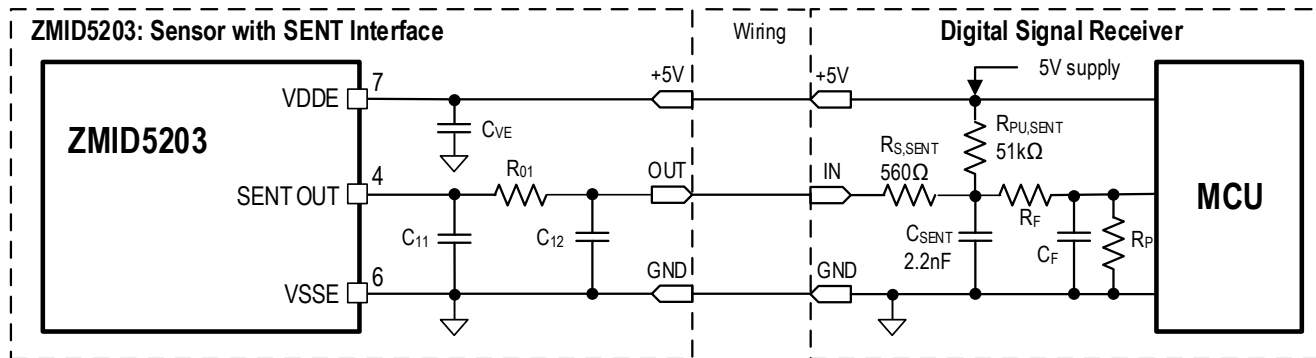 ZMID5203: Sensor with SENT Interface
Wiring
Digital Signal Receiver
ZMID5203
VDDE
7
+5V
+5V
5V supply
MCU
CVE
RPU,SENT
51kΩ
RS,SENT
560Ω
SENT OUT
4
R01
OUT
IN
RF
C11
C12
CSENT
2.2nF
CF
RP
VSSE
6
GND
GND